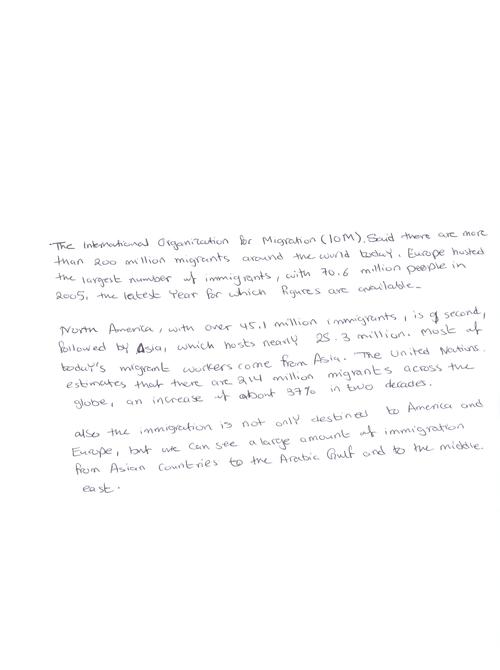 The International Organization for Migration (IOM). Said there are more
than 200 million migrants around the world today. Europe hosted
the largest number of immigrants, with 70.6 million people in
2005, the latest year for which figures are available.
North America, with over 45.1 million immigrants, is second,
followed by Asia, which hosts nearly 25.3 million. Most of
today's migrant workers come from Asia. The United Nations
estimates that there are 214 million migrants across the
globe, an increase of about 37% in two decades.
also the immigration is not only destined to America and
Europe, but we can see a large amount of immigration
from Asian countries to the Arabic Gulf and to the middle
east.